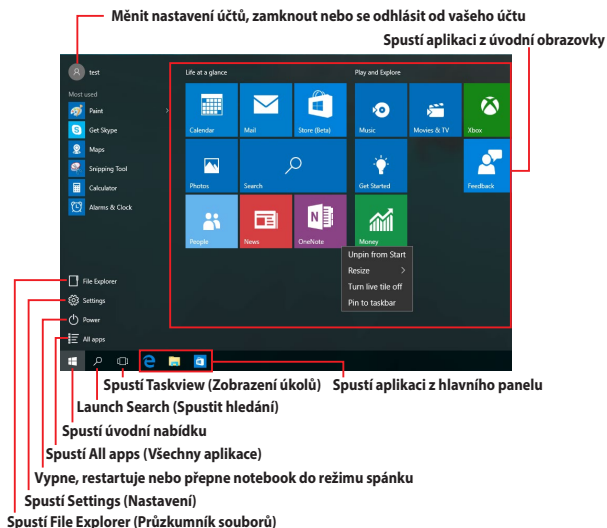 Měnit nastavení účtů, zamknout nebo se odhlásit od vašeho účtu
Spustí aplikaci z úvodní obrazovky
test
Life at a glance
Play and Explore
Most used
Paint
Get Skype
Maps
Snipping Tool
Calculator
Alarms & Clock
Calendar
Mail
Store (Beta)
Music
Movies & TV
Xbox
Photos
Search
Get Started
Feedback
People
News
OneNote
Money
Unpin from Start
Resize
Turn live tile off
Pin to taskbar
File Explorer
Settings
Power
All apps
Spustí Taskview (Zobrazení úkolů)
Spustí aplikaci z hlavního panelu
Launch Search (Spustit hledání)
Spustí úvodní nabídku
Spustí All apps (Všechny aplikace)
Vypne, restartuje nebo přepne notebook do režimu spánku
Spustí Settings (Nastavení)
Spustí File Explorer (Průzkumník souborů)